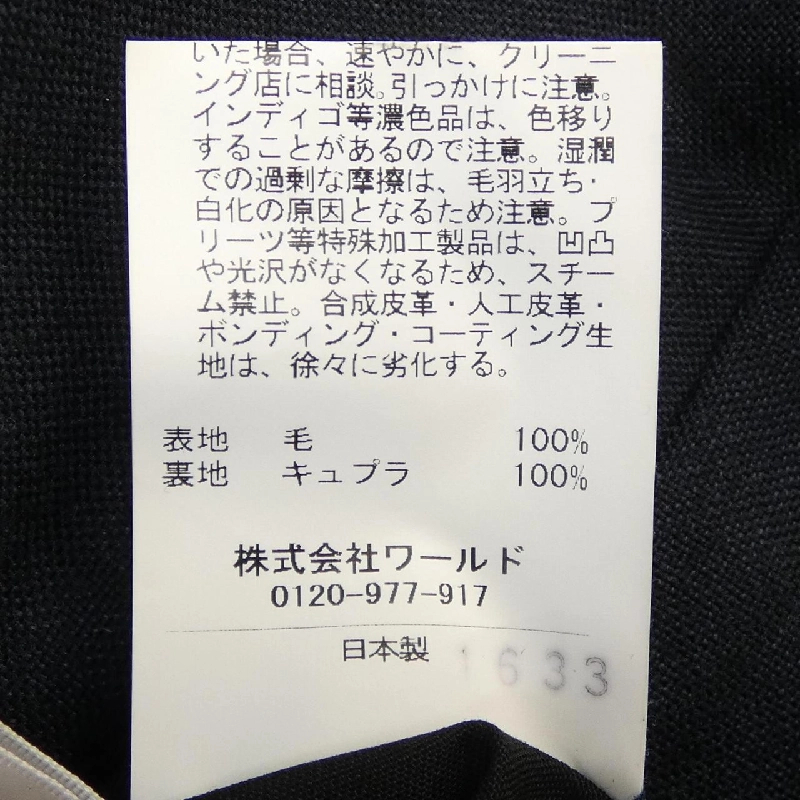 いた場合、速やかに、クリーニ
ング店に相談。引っかけに注意。
インディゴ等濃色品は、色移り
することがあるので注意。湿潤
での過剰な摩擦は、毛羽立ち・
白化の原因となるため注意。プ
リーツ等特殊加工製品は、凹凸
や光沢がなくなるため、スチー
ム禁止。合成皮革・人工皮革・
ボンディング・コーティング生
地は、徐々に劣化する。
表地 毛 100%
裏地 キュプラ 100%
株式会社ワールド
0120-977-917
日本製
1633